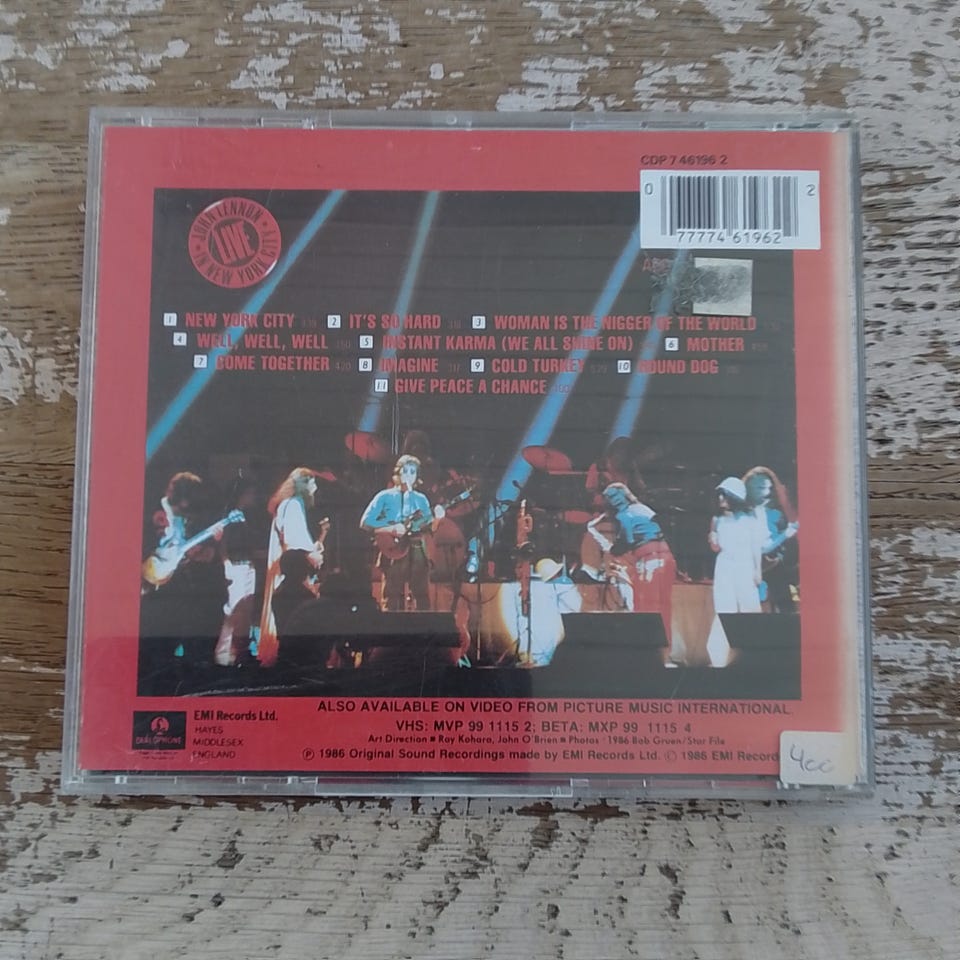 CDP 7 46196 2
0 77774 61962 2
JOHN LENNON
LIVE
IN NEW YORK CITY
1 NEW YORK CITY 2 IT'S SO HARD 3 WOMAN IS THE NIGGER OF THE WORLD
4 WELL, WELL, WELL 5 INSTANT KARMA (WE ALL SHINE ON) 6 MOTHER
7 COME TOGETHER 8 IMAGINE 9 COLD TURKEY 10 HOUND DOG
11 GIVE PEACE A CHANCE
ALSO AVAILABLE ON VIDEO FROM PICTURE MUSIC INTERNATIONAL.
VHS: MVP 99 1115 2; BETA: MXP 99 1115 4
Art Direction ■ Roy Kohara, John O'Brien ■ Photos · 1986 Bob Gruen/Star File
℗ 1986 Original Sound Recordings made by EMI Records Ltd. © 1986 EMI Record
PARLOPHONE
EMI Records Ltd.
HAYES
MIDDLESEX
ENGLAND
400